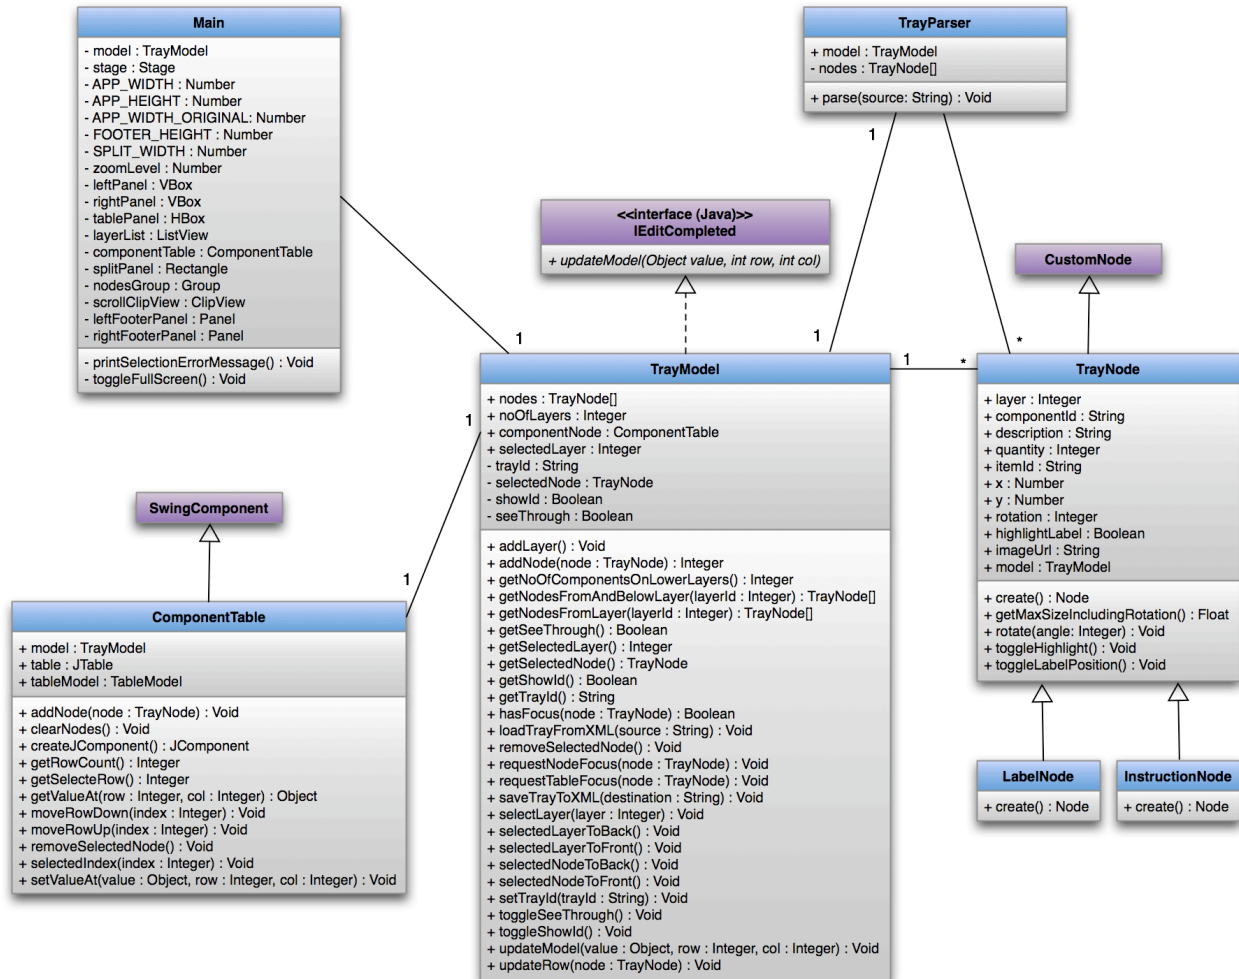 Main
- model : TrayModel
- stage : Stage
- APP_WIDTH : Number
- APP_HEIGHT : Number
- APP_WIDTH_ORIGINAL: Number
- FOOTER_HEIGHT : Number
- SPLIT_WIDTH : Number
- zoomLevel : Number
- leftPanel : VBox
- rightPanel : VBox
- tablePanel : HBox
- layerList : ListView
- componentTable : ComponentTable
- splitPanel : Rectangle
- nodesGroup : Group
- scrollClipView : ClipView
- leftFooterPanel : Panel
- rightFooterPanel : Panel
- printSelectionErrorMessage() : Void
- toggleFullScreen() : Void
TrayParser
+ model : TrayModel
- nodes : TrayNode[]
+ parse(source: String) : Void
1
<<interface (Java)>>
IEditCompleted
+ updateModel(Object value, int row, int col)
CustomNode
1
1
*
TrayModel
+ nodes : TrayNode[]
+ noOfLayers : Integer
+ componentNode : ComponentTable
+ selectedLayer : Integer
- trayId : String
- selectedNode : TrayNode
- showId : Boolean
- seeThrough : Boolean
+ addLayer() : Void
+ addNode(node : TrayNode) : Integer
+ getNoOfComponentsOnLowerLayers() : Integer
+ getNodesFromAndBelowLayer(layerId : Integer) : TrayNode[]
+ getNodesFromLayer(layerId : Integer) : TrayNode[]
+ getSeeThrough() : Boolean
+ getSelectedLayer() : Integer
+ getSelectedNode() : TrayNode
+ getShowId() : Boolean
+ getTrayId() : String
+ hasFocus(node : TrayNode) : Boolean
+ loadTrayFromXML(source : String) : Void
+ removeSelectedNode() : Void
+ requestNodeFocus(node : TrayNode) : Void
+ requestTableFocus(node : TrayNode) : Void
+ saveTrayToXML(destination : String) : Void
+ selectLayer(layer : Integer) : Void
+ selectedLayerToBack() : Void
+ selectedLayerToFront() : Void
+ selectedNodeToBack() : Void
+ selectedNodeToFront() : Void
+ setTrayId(trayId : String) : Void
+ toggleSeeThrough() : Void
+ toggleShowId() : Void
+ updateModel(value : Object, row : Integer, col : Integer) : Void
+ updateRow(node : TrayNode) : Void
1
*
TrayNode
+ layer : Integer
+ componentId : String
+ description : String
+ quantity : Integer
+ itemId : String
+ x : Number
+ y : Number
+ rotation : Integer
+ highlightLabel : Boolean
+ imageUrl : String
+ model : TrayModel
+ create() : Node
+ getMaxSizeIncludingRotation() : Float
+ rotate(angle: Integer) : Void
+ toggleHighlight() : Void
+ toggleLabelPosition() : Void
1
SwingComponent
1
ComponentTable
+ model : TrayModel
+ table : JTable
+ tableModel : TableModel
+ addNode(node : TrayNode) : Void
+ clearNodes() : Void
+ createJComponent() : JComponent
+ getRowCount() : Integer
+ getSelecteRow() : Integer
+ getValueAt(row : Integer, col : Integer) : Object
+ moveRowDown(index : Integer) : Void
+ moveRowUp(index : Integer) : Void
+ removeSelectedNode() : Void
+ selectedIndex(index : Integer) : Void
+ setValueAt(value : Object, row : Integer, col : Integer) : Void
LabelNode
+ create() : Node
InstructionNode
+ create() : Node